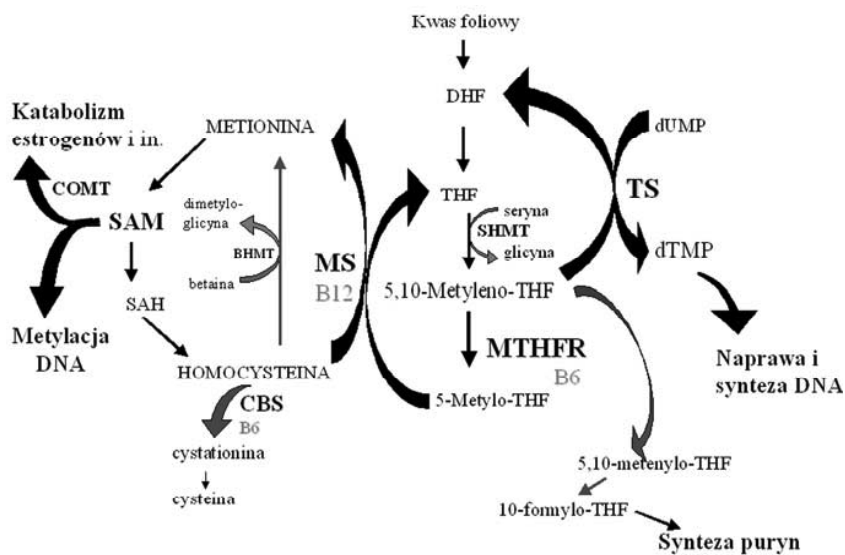 Kwas foliowy
DHF
Katabolizm
estrogenów i in.
METIONINA
dUMP
COMT
THF
TS
SAM
dimetylo-
glicyna
seryna
SHMT
BHMT
glicyna
MS
dTMP
betaina
B12
5,10-Metyleno-THF
SAH
Metylacja
DNA
MTHFR
B6
Naprawa i
synteza DNA
HOMOCYSTEINA
CBS
B6
5-Metylo-THF
cystationina
cysteina
5,10-metenylo-THF
10-formylo-THF
Synteza puryn